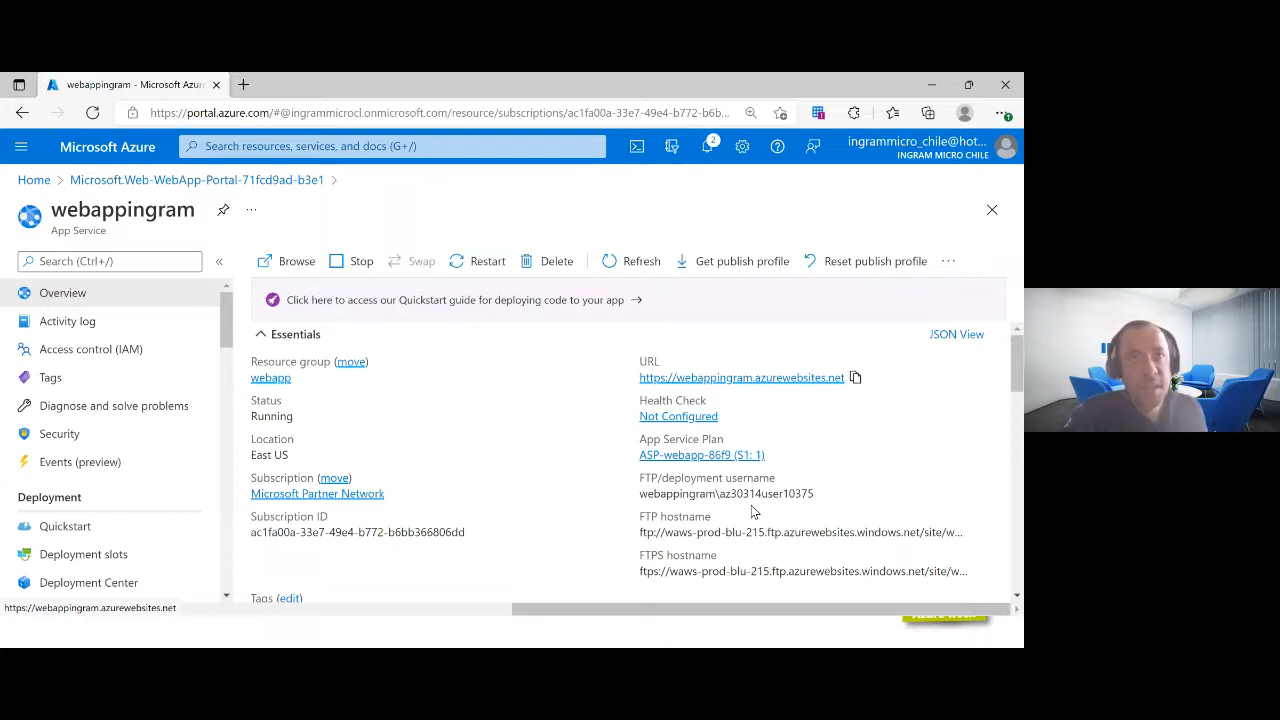 webappingram - Microsoft Azure
https://portal.azure.com/#@ingrammicrocl.onmicrosoft.com/resource/subscriptions/ac1fa00a-33e7-49e4-b772-b6b...
Microsoft Azure
Search resources, services, and docs (G+/)
2
ingrammicro_chile@hot...
INGRAM MICRO CHILE
Home > Microsoft.Web-WebApp-Portal-71fcd9ad-b3e1 >
webappingram
...
App Service
Search (Ctrl+/)
«
Browse Stop Swap Restart Delete Refresh Get publish profile Reset publish profile ...
Overview
Activity log
Access control (IAM)
Tags
Diagnose and solve problems
Security
Events (preview)
Deployment
Quickstart
Deployment slots
Deployment Center
Click here to access our Quickstart guide for deploying code to your app →
Essentials
JSON View
Resource group (move)
webapp
Status
Running
Location
East US
Subscription (move)
Microsoft Partner Network
Subscription ID
ac1fa00a-33e7-49e4-b772-b6bb366806dd
URL
https://webappingram.azurewebsites.net
Health Check
Not Configured
App Service Plan
ASP-webapp-86f9 (S1: 1)
FTP/deployment username
webappingram\az30314user10375
FTP hostname
ftp://waws-prod-blu-215.ftp.azurewebsites.windows.net/site/w...
FTPS hostname
ftps://waws-prod-blu-215.ftp.azurewebsites.windows.net/site/w...
Tags (edit)
https://webappingram.azurewebsites.net